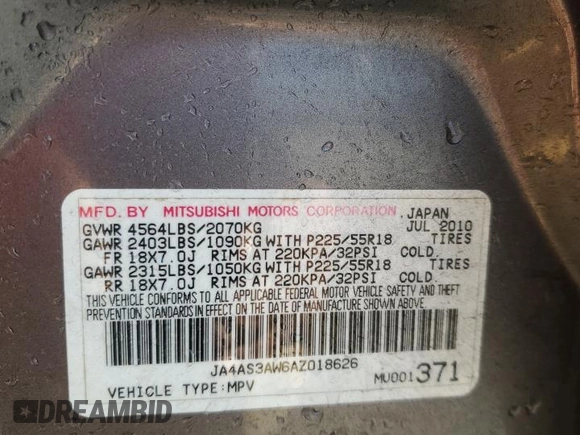 MFD. BY MITSUBISHI MOTORS CORPORATION, JAPAN
GVWR 4564LBS/2070KG JUL 2010
GAWR 2403LBS/1090KG WITH P225/55R18 TIRES
FR 18X7.0J RIMS AT 220KPA/32PSI COLD.
GAWR 2315LBS/1050KG WITH P225/55R18 TIRES
RR 18X7.0J RIMS AT 220KPA/32PSI COLD
THIS VEHICLE CONFORMS TO ALL APPLICABLE FEDERAL MOTOR VEHICLE SAFETY AND THEFT
PREVENTION STANDARDS IN EFFECT ON THE DATE OF MANUFACTURE SHOWN ABOVE.
JA4AS3AW6AZ018626
VEHICLE TYPE:MPV MU001371
DREAMBID